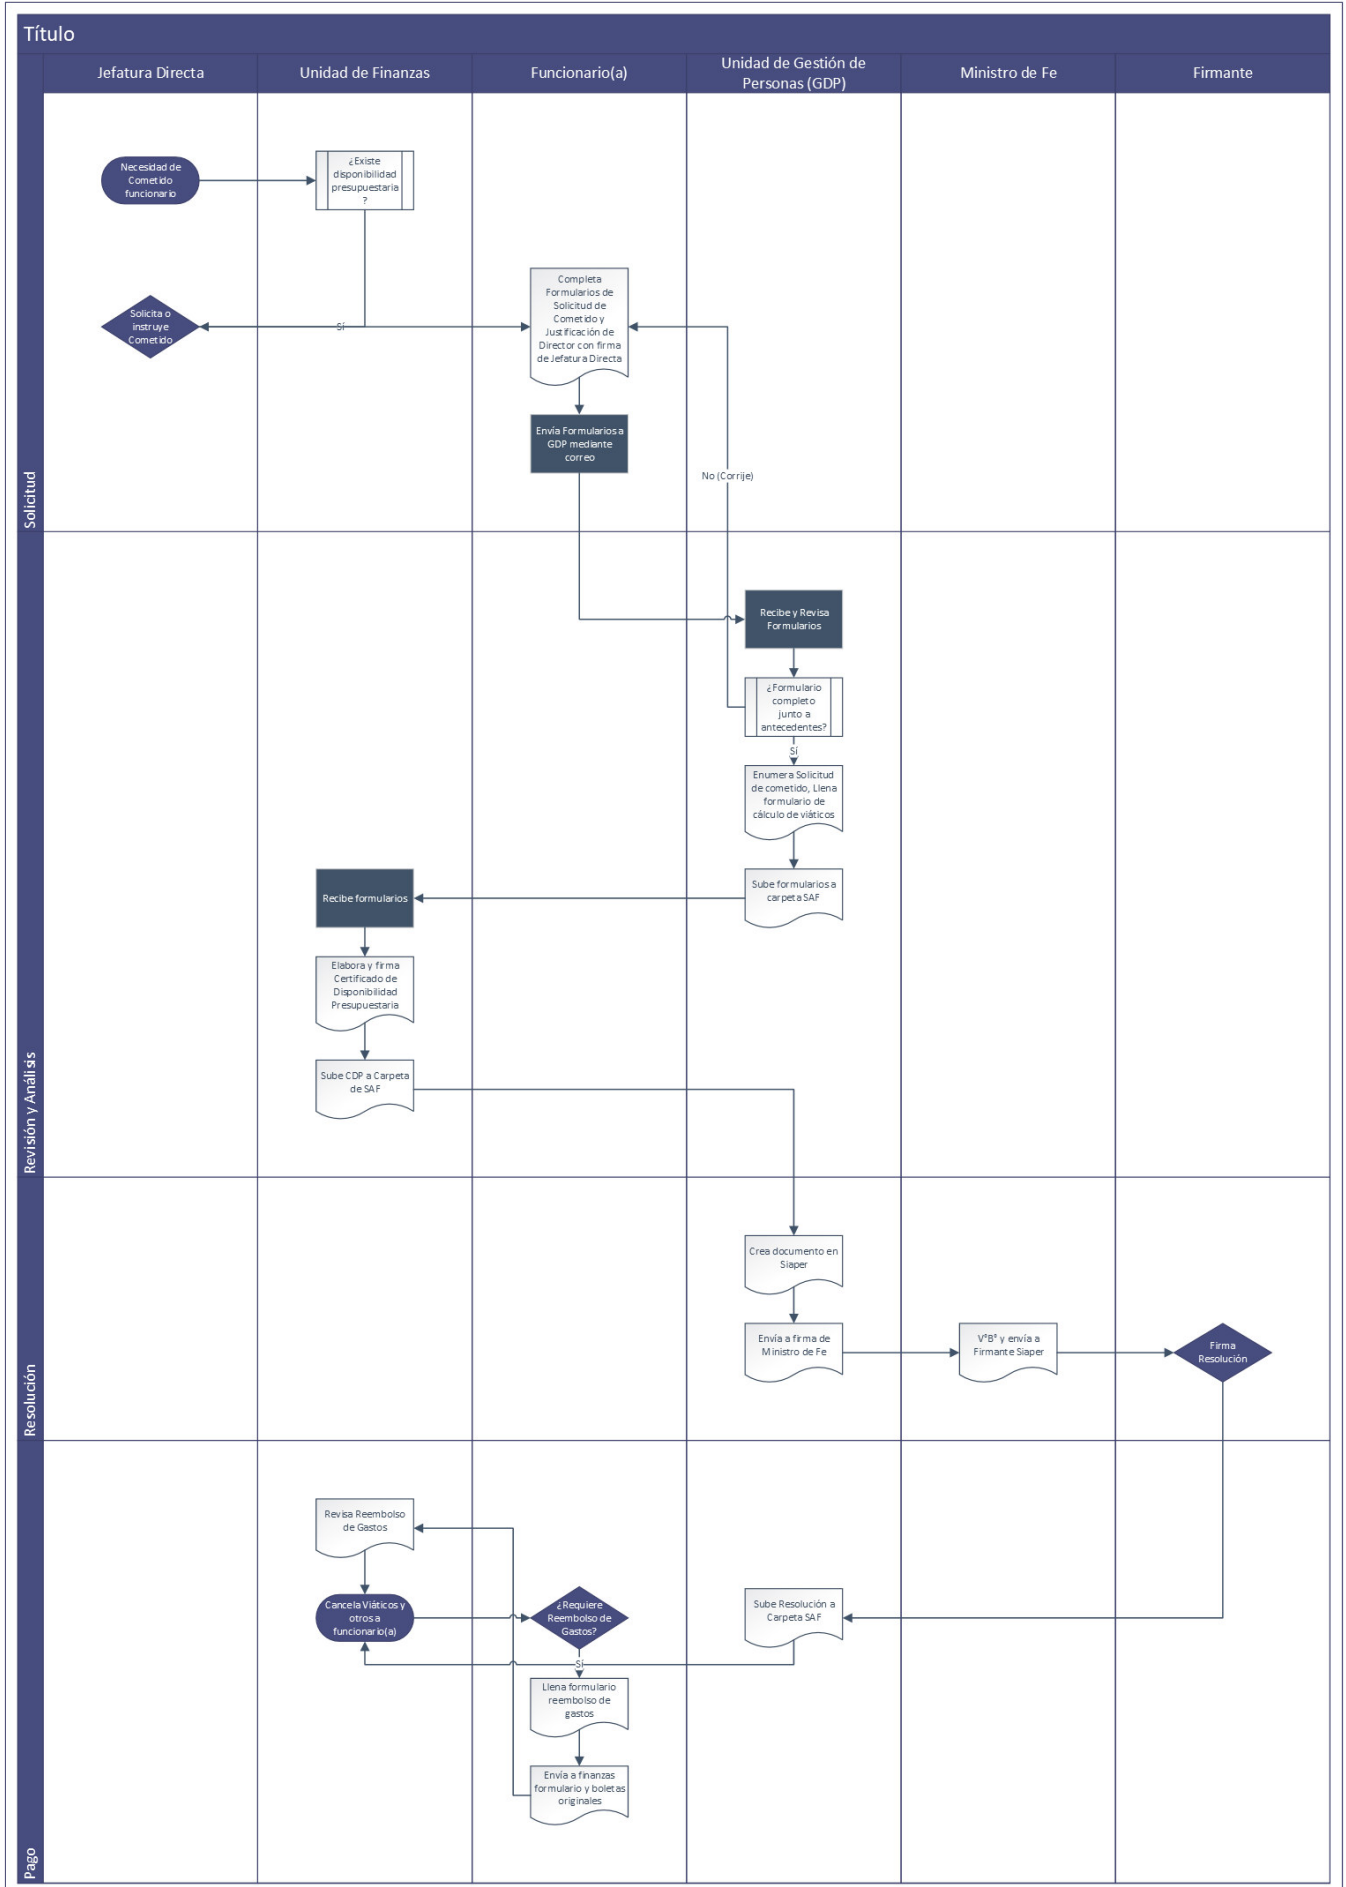 Título
Jefatura Directa
Unidad de Finanzas
Funcionario(a)
Unidad de Gestión de
Personas (GDP)
Ministro de Fe
Firmante
Solicitud
Necesidad de
Cometido
funcionario
¿Existe
disponibilidad
presupuestaria
?
Solicita o
instruye
Cometido
Sí
Completa
Formularios de
Solicitud de
Cometido y
Justificación de
Director con firma
de Jefatura Directa
Envía Formularios a
GDP mediante
correo
No (Corrije)
Revisión y Análisis
Recibe y Revisa
Formularios
¿Formulario
completo
junto a
antecedentes?
Sí
Enumera Solicitud
de cometido, Llena
formulario de
cálculo de viáticos
Sube formularios a
carpeta SAF
Recibe formularios
Elabora y firma
Certificado de
Disponibilidad
Presupuestaria
Sube CDP a Carpeta
de SAF
Resolución
Crea documento en
Siaper
Envía a firma de
Ministro de Fe
V°B° y envía a
Firmante Siaper
Firma
Resolución
Pago
Revisa Reembolso
de Gastos
Cancela Viáticos y
otros a
funcionario(a)
¿Requiere
Reembolso de
Gastos?
Sube Resolución a
Carpeta SAF
Sí
Llena formulario
reembolso de
gastos
Envía a finanzas
formulario y boletas
originales